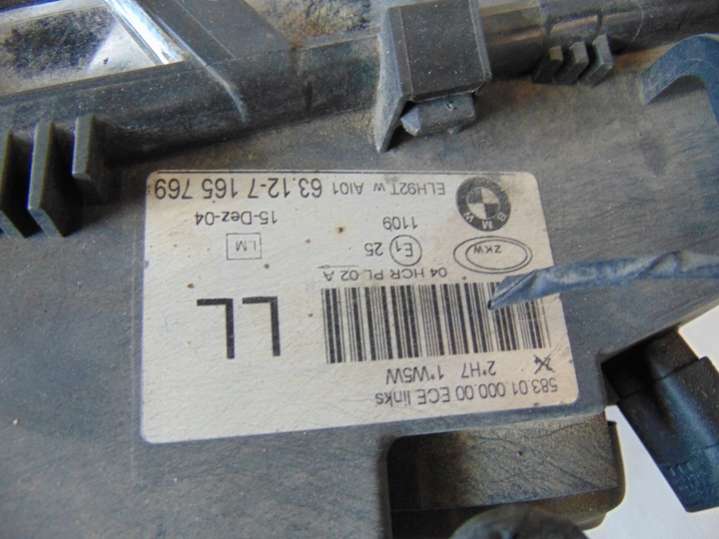 583.01.000.00 ECE links
2*H7 1*W5W
LL
04 HCR PL 02 A
ZKW E1 25 LM
1109 15-Dez-04
BMW ELH92T w AI01 63.12-7 165 769